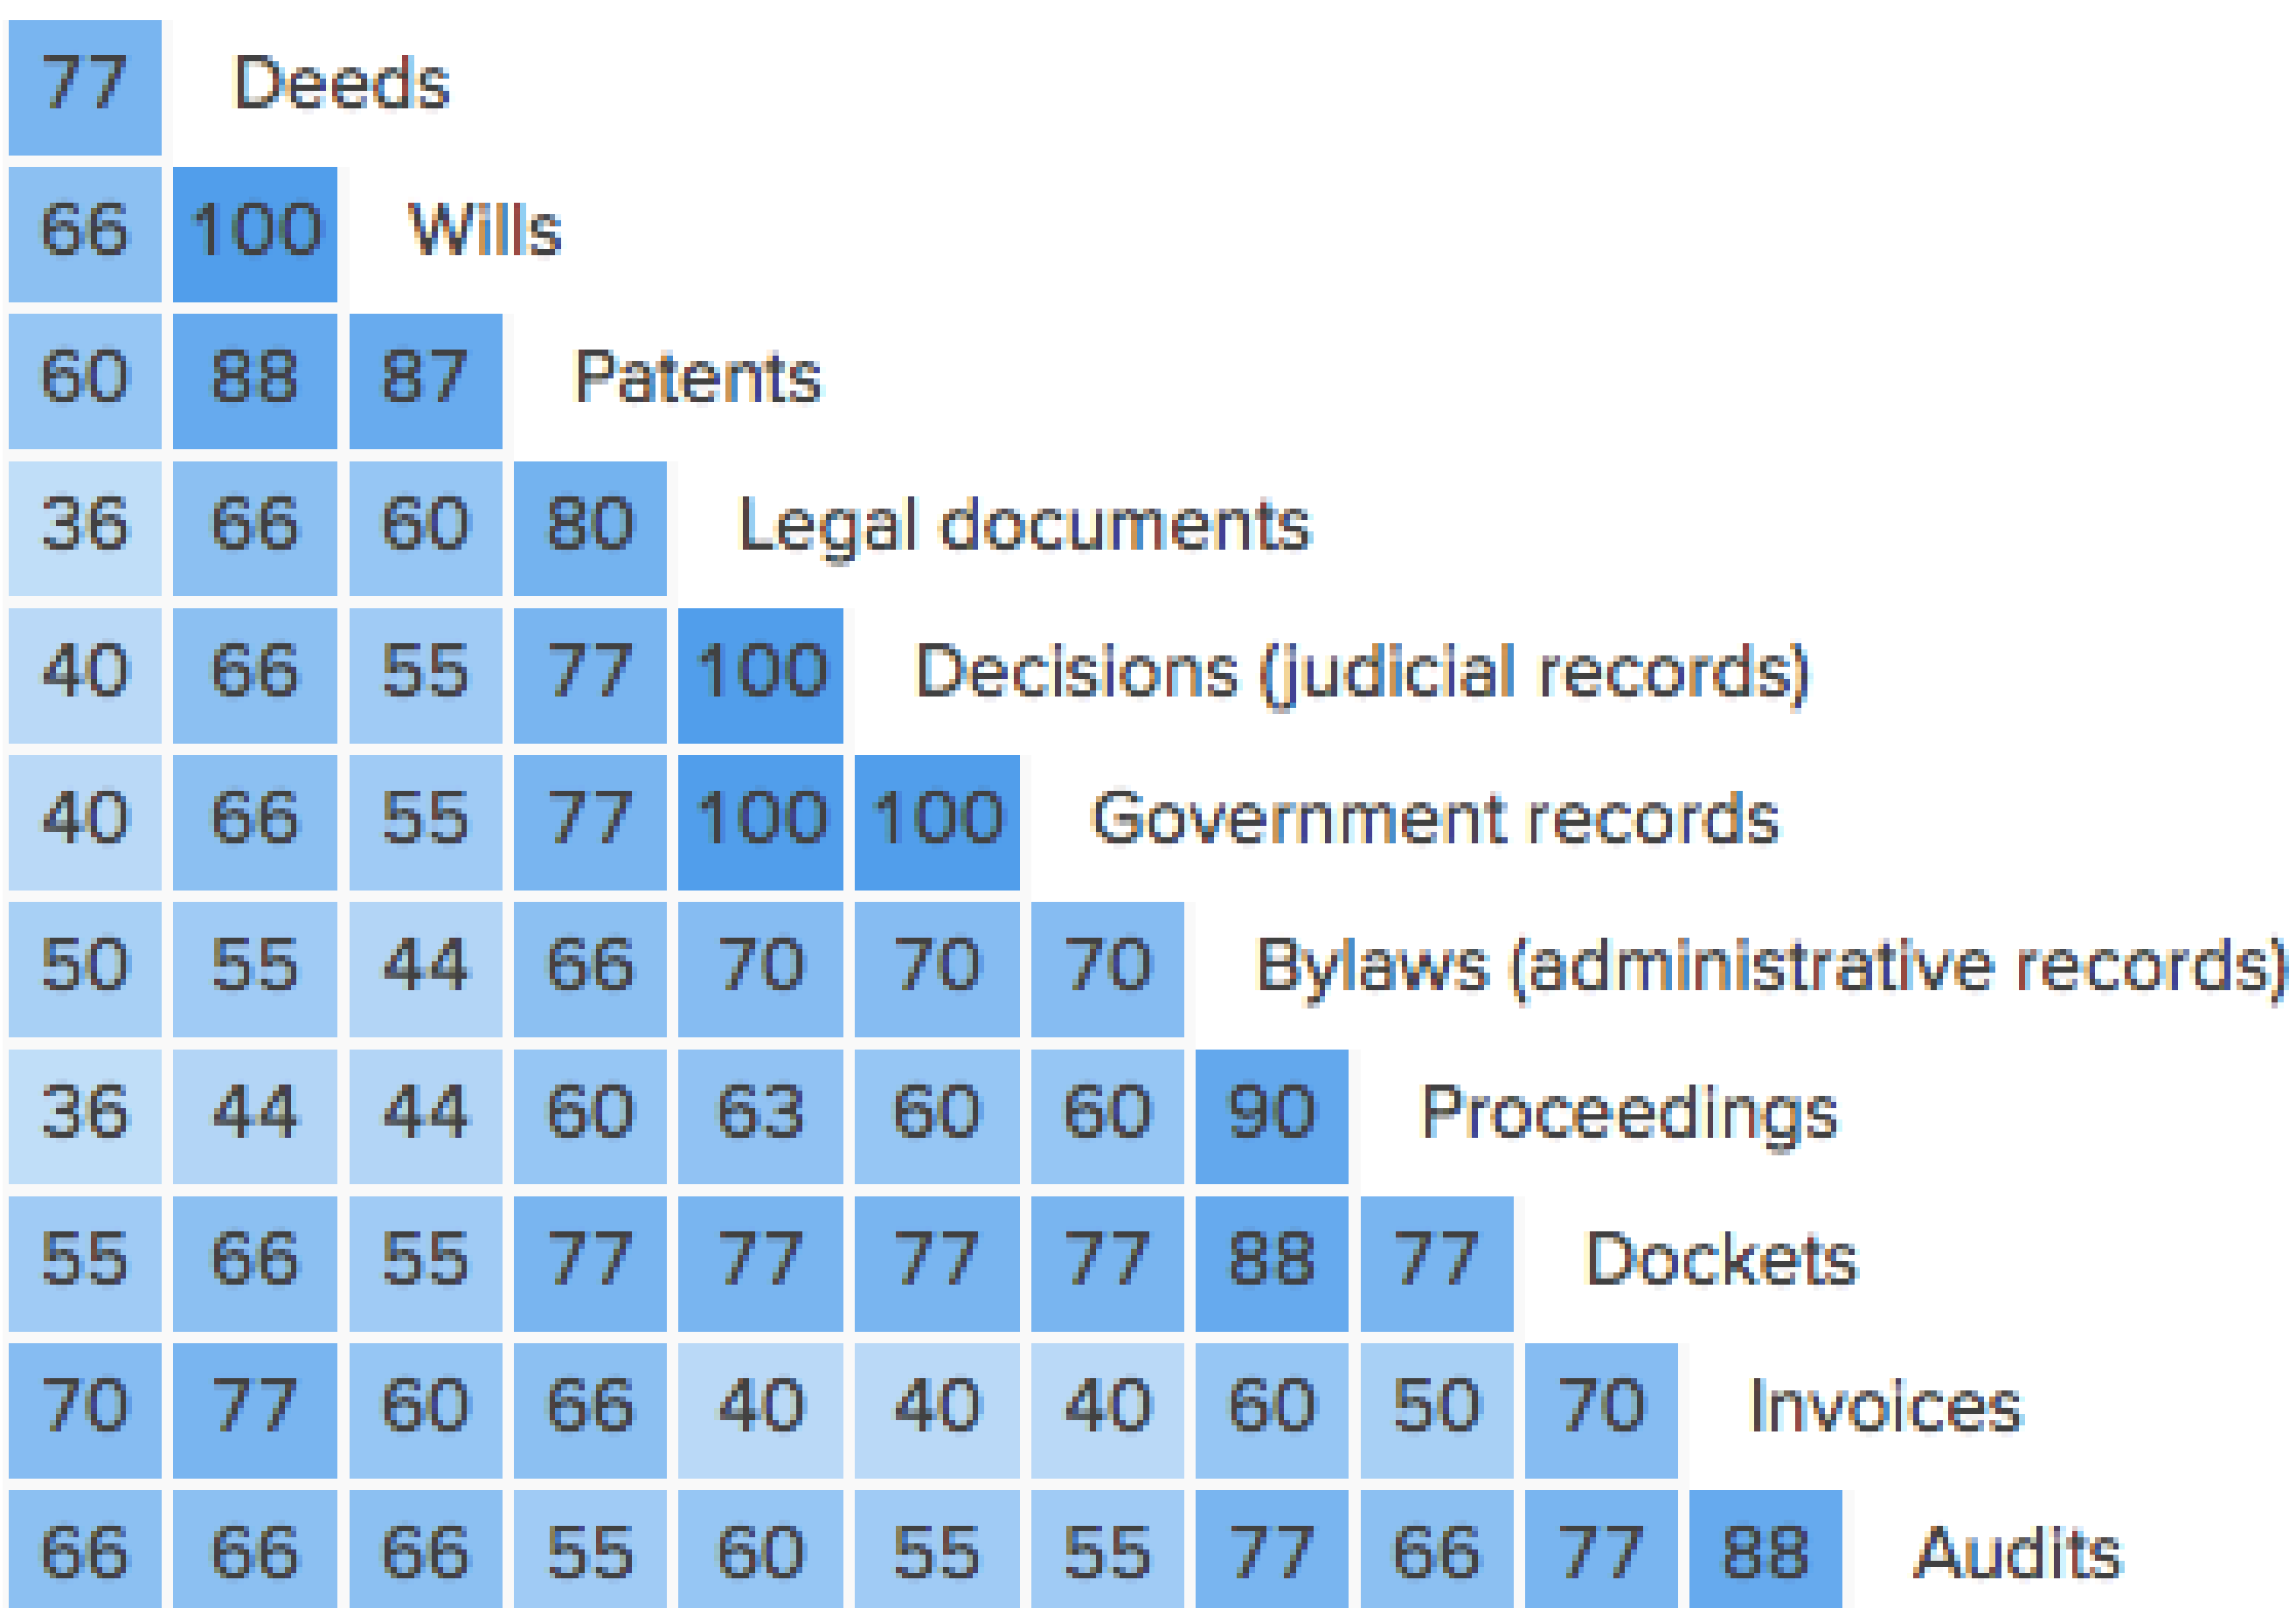 77 Deeds
66 100 Wills
60 88 87 Patents
36 66 60 80 Legal documents
40 66 55 77 100 Decisions (judicial records)
40 66 55 77 100 100 Government records
50 55 44 66 70 70 70 Bylaws (administrative records)
36 44 44 60 63 60 60 90 Proceedings
55 66 55 77 77 77 77 88 77 Dockets
70 77 60 66 40 40 40 60 50 70 Invoices
66 66 66 55 60 55 55 77 66 77 88 Audits